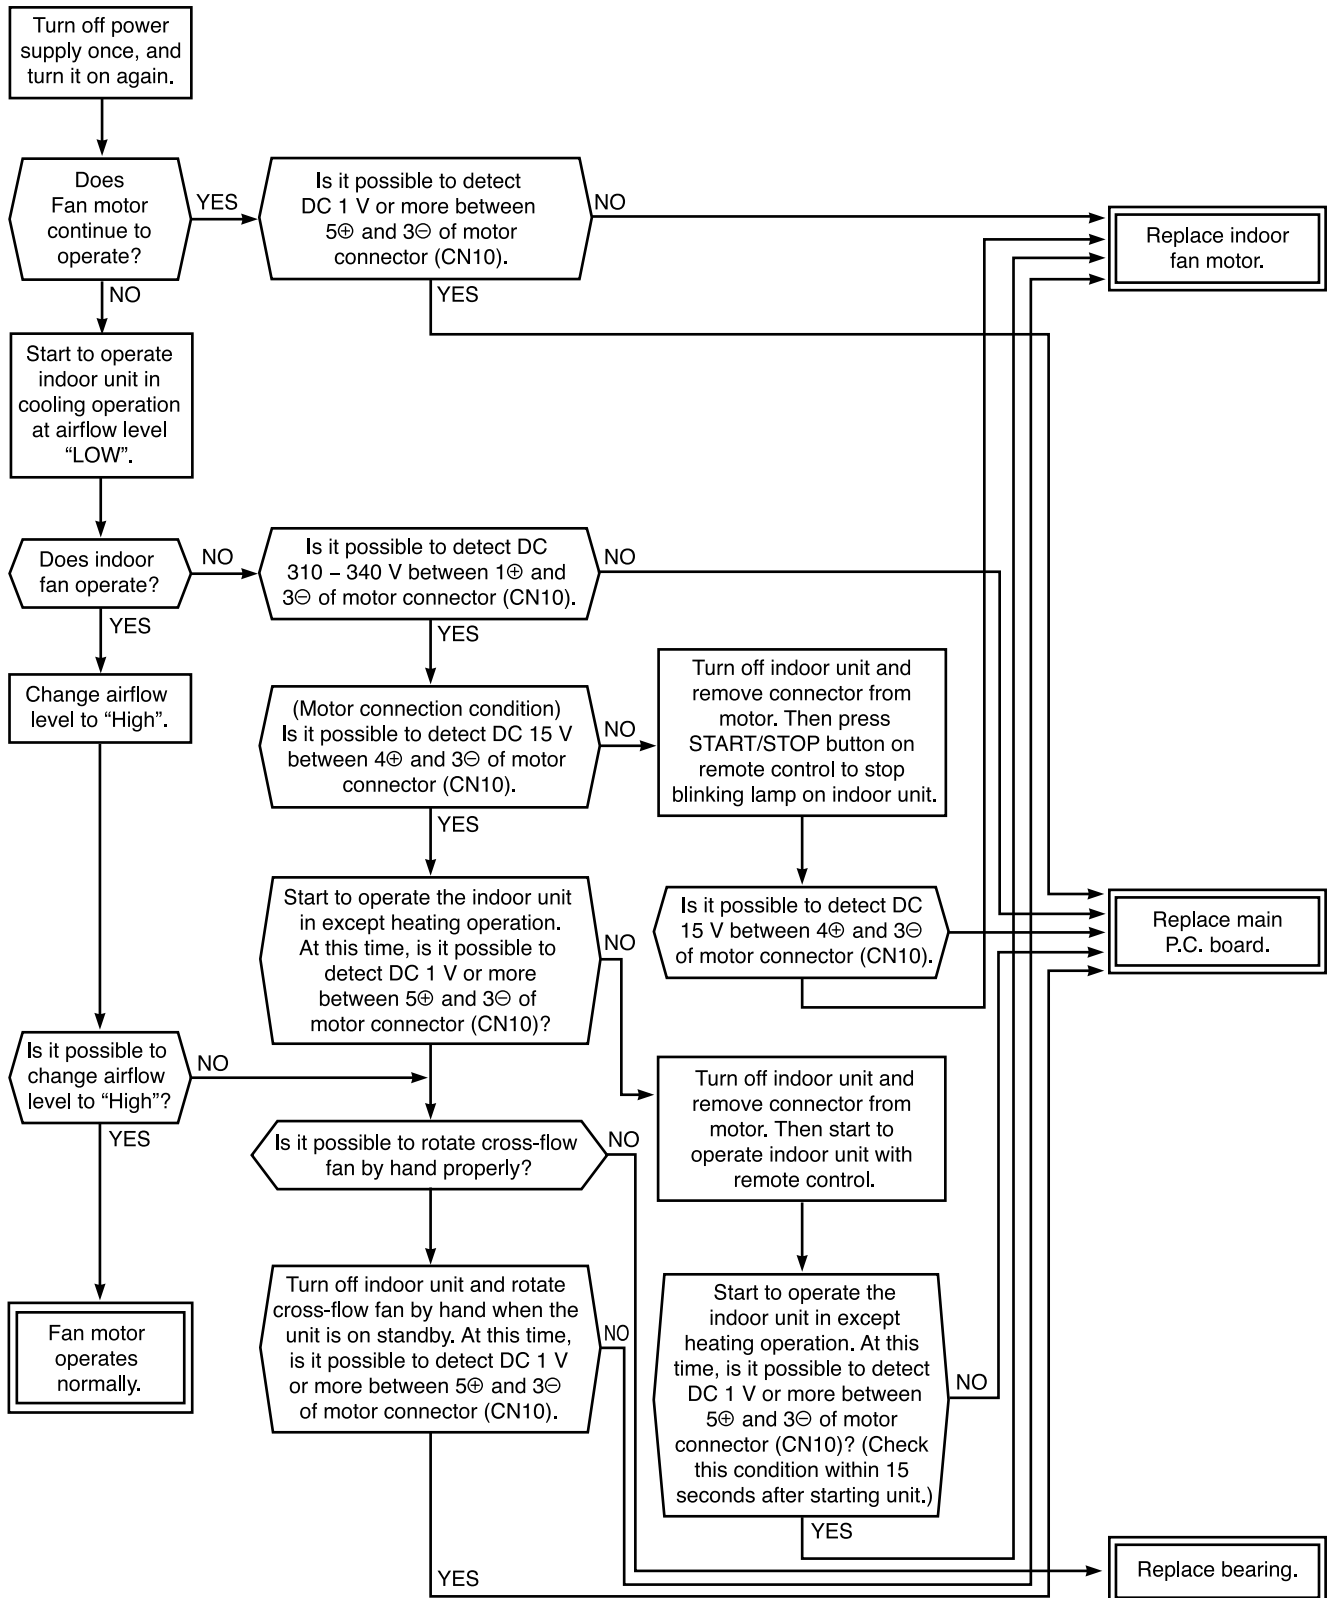 Turn off power
supply once, and
turn it on again.
Does
Fan motor
continue to
operate?
YES
Is it possible to detect
DC 1 V or more between
5⊕ and 3⊖ of motor
connector (CN10).
NO
Replace indoor
fan motor.
NO
YES
Start to operate
indoor unit in
cooling operation
at airflow level
“LOW”.
Does indoor
fan operate?
NO
Is it possible to detect DC
310 – 340 V between 1⊕ and
3⊖ of motor connector (CN10).
NO
YES
YES
Change airflow
level to “High”.
(Motor connection condition)
Is it possible to detect DC 15 V
between 4⊕ and 3⊖ of motor
connector (CN10).
NO
Turn off indoor unit and
remove connector from
motor. Then press
START/STOP button on
remote control to stop
blinking lamp on indoor unit.
YES
Start to operate the indoor unit
in except heating operation.
At this time, is it possible to
detect DC 1 V or more
between 5⊕ and 3⊖ of
motor connector (CN10)?
NO
Is it possible to detect DC
15 V between 4⊕ and 3⊖
of motor connector (CN10).
Replace main
P.C. board.
Is it possible to
change airflow
level to “High”?
NO
YES
Is it possible to rotate cross-flow
fan by hand properly?
NO
Turn off indoor unit and
remove connector from
motor. Then start to
operate indoor unit with
remote control.
Fan motor
operates
normally.
Turn off indoor unit and rotate
cross-flow fan by hand when the
unit is on standby. At this time,
is it possible to detect DC 1 V
or more between 5⊕ and 3⊖
of motor connector (CN10).
NO
Start to operate the
indoor unit in except
heating operation. At this
time, is it possible to detect
DC 1 V or more between
5⊕ and 3⊖ of motor
connector (CN10)? (Check
this condition within 15
seconds after starting unit.)
NO
YES
YES
Replace bearing.